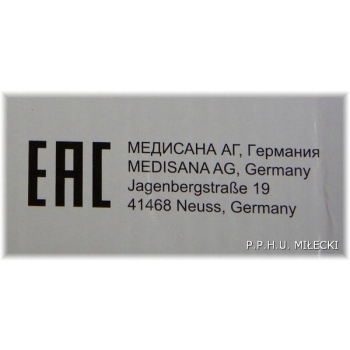 EAC
МЕДИСАНА АГ, Германия
MEDISANA AG, Germany
Jagenbergstraße 19
41468 Neuss, Germany
P.P.H.U. MIŁECKI